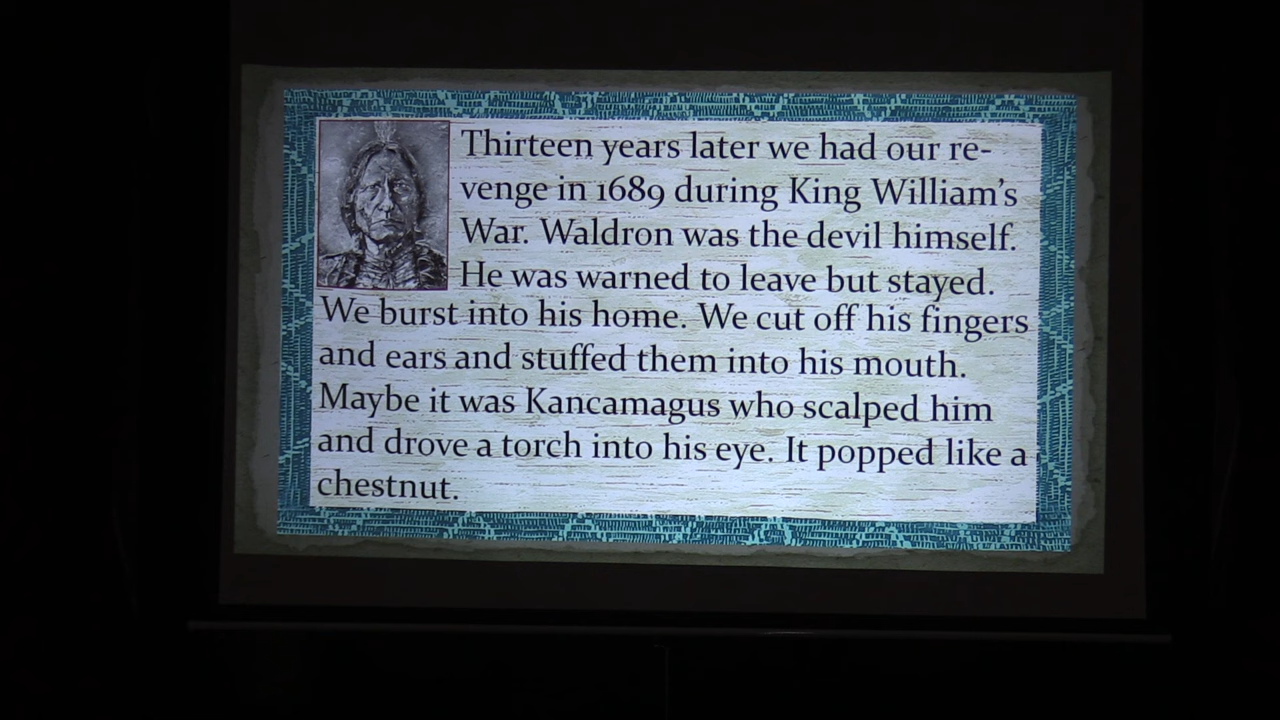 Thirteen years later we had our re-
venge in 1689 during King William's
War. Waldron was the devil himself.
He was warned to leave but stayed.
We burst into his home. We cut off his fingers
and ears and stuffed them into his mouth.
Maybe it was Kancamagus who scalped him
and drove a torch into his eye. It popped like a
chestnut.